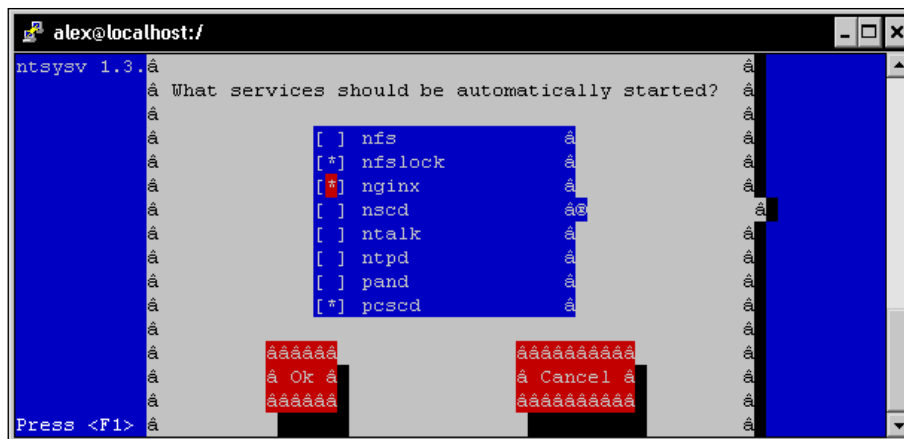 alex@localhost:/
ntsysv 1.3.â â
â What services should be automatically started? â
â â
â [ ] nfs â â
â [*] nfslock â â
â [*] nginx â â
â [ ] nscd â® â
â [ ] ntalk â â
â [ ] ntpd â â
â [ ] pand â â
â [*] pcscd â â
â â
â ââââââ ââââââââââ â
â â Ok â â Cancel â â
â ââââââ ââââââââââ â
Press <F1> â â